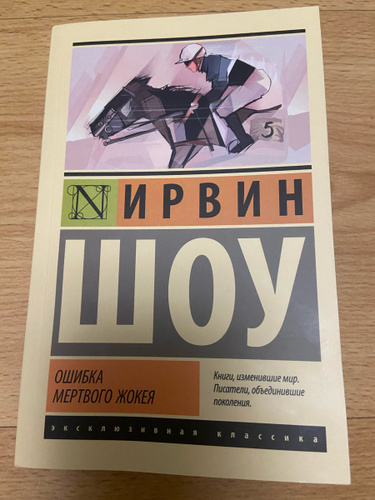 5
N ИРВИН
ШОУ
ОШИБКА
МЕРТВОГО ЖОКЕЯ
Книги, изменившие мир.
Писатели, объединившие
поколения.
эксклюзивная классика